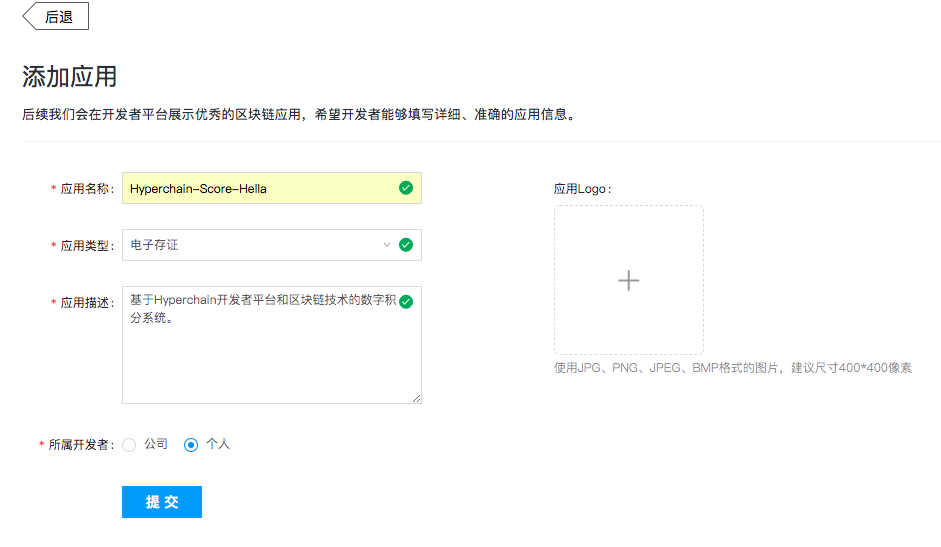 后退
添加应用
后续我们会在开发者平台展示优秀的区块链应用，希望开发者能够填写详细、准确的应用信息。
* 应用名称： Hyperchain-Score-Hella
应用Logo：
* 应用类型： 电子存证
* 应用描述： 基于Hyperchain开发者平台和区块链技术的数字积
分系统。
使用JPG、PNG、JPEG、BMP格式的图片，建议尺寸400*400像素
* 所属开发者： 公司 个人
提 交